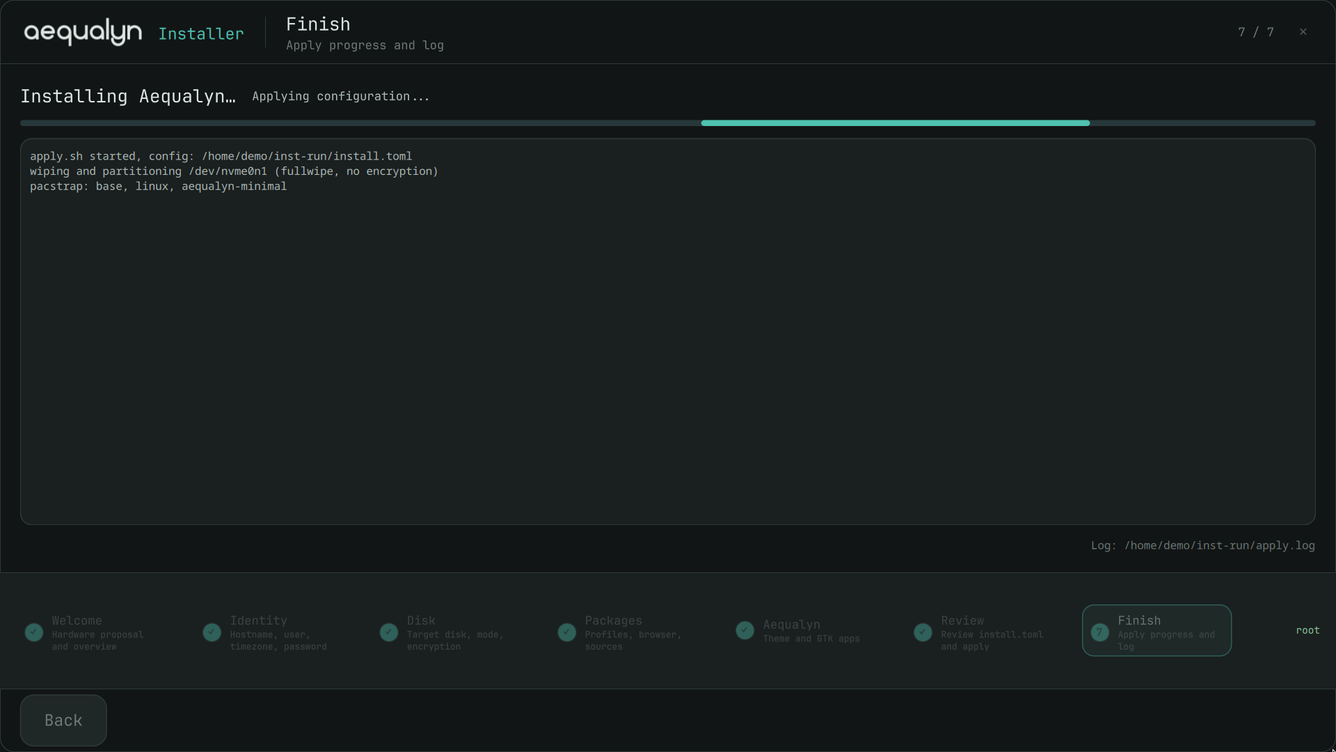 aequalyn Installer
Finish
Apply progress and log
7 / 7 ×
Installing Aequalyn… Applying configuration...
apply.sh started, config: /home/demo/inst-run/install.toml
wiping and partitioning /dev/nvme0n1 (fullwipe, no encryption)
pacstrap: base, linux, aequalyn-minimal
Log: /home/demo/inst-run/apply.log
✓ Welcome
Hardware proposal
and overview
✓ Identity
Hostname, user,
timezone, password
✓ Disk
Target disk, mode,
encryption
✓ Packages
Profiles, browser,
sources
✓ Aequalyn
Theme and GTK apps
✓ Review
Review install.toml
and apply
7 Finish
Apply progress and
log
root
Back